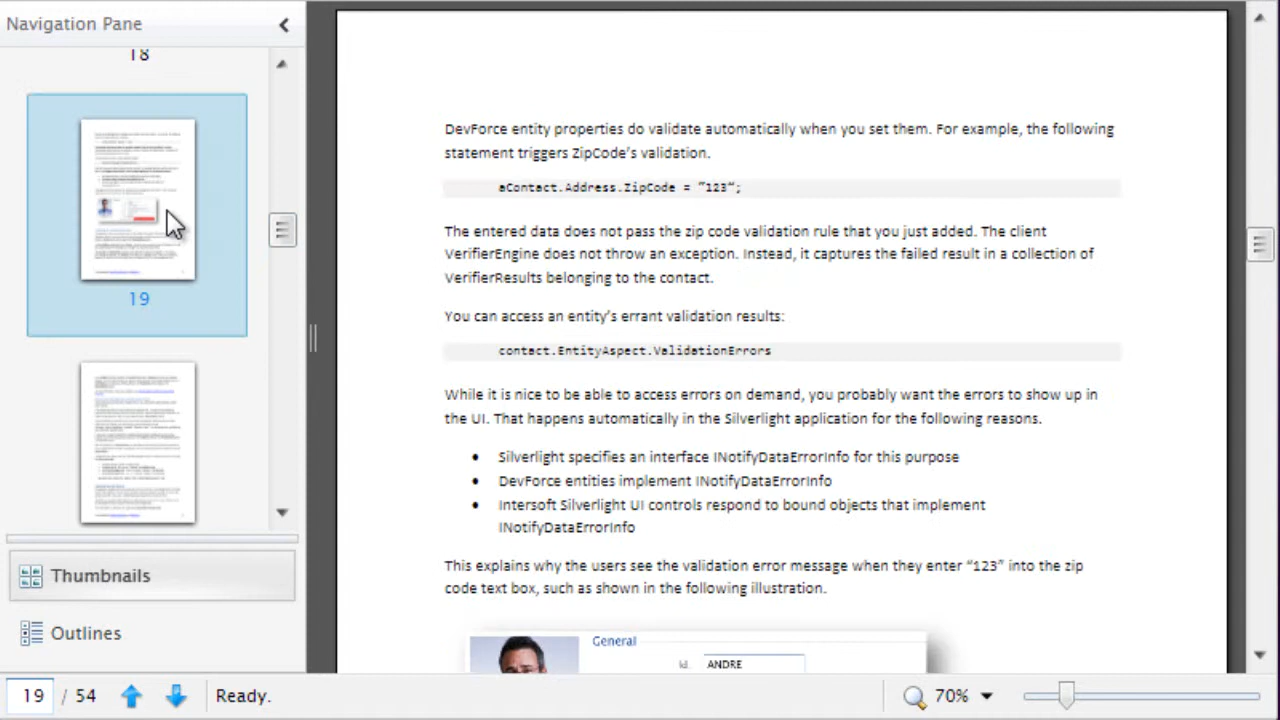 Navigation Pane
18
19
Thumbnails
Outlines
DevForce entity properties do validate automatically when you set them. For example, the following
statement triggers ZipCode's validation.
aContact.Address.ZipCode = "123";
The entered data does not pass the zip code validation rule that you just added. The client
VerifierEngine does not throw an exception. Instead, it captures the failed result in a collection of
VerifierResults belonging to the contact.
You can access an entity's errant validation results:
contact.EntityAspect.ValidationErrors
While it is nice to be able to access errors on demand, you probably want the errors to show up in
the UI. That happens automatically in the Silverlight application for the following reasons.
• Silverlight specifies an interface INotifyDataErrorInfo for this purpose
• DevForce entities implement INotifyDataErrorInfo
• Intersoft Silverlight UI controls respond to bound objects that implement
INotifyDataErrorInfo
This explains why the users see the validation error message when they enter “123” into the zip
code text box, such as shown in the following illustration.
General
Id. ANDRE
19 / 54 Ready. 70%